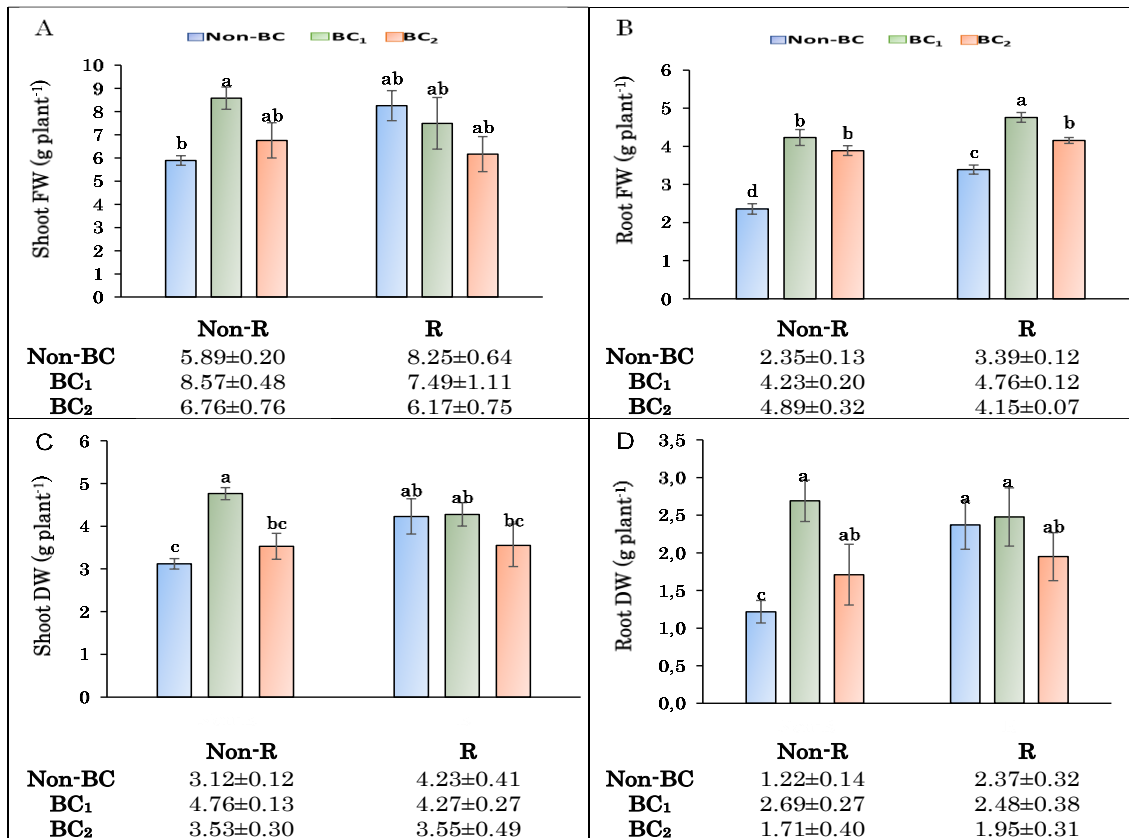 A
Non-BC BC₁ BC₂
Shoot FW (g plant⁻¹)
10
9
8
7
6
5
4
3
2
1
0
b a ab ab ab ab
Non-R R
Non-BC 5.89±0.20 8.25±0.64
BC₁ 8.57±0.48 7.49±1.11
BC₂ 6.76±0.76 6.17±0.75
B
Non-BC BC₁ BC₂
Root FW (g plant⁻¹)
6
5
4
3
2
1
0
d b b c a b
Non-R R
Non-BC 2.35±0.13 3.39±0.12
BC₁ 4.23±0.20 4.76±0.12
BC₂ 4.89±0.32 4.15±0.07
C
Shoot DW (g plant⁻¹)
6
5
4
3
2
1
0
c a bc ab ab bc
Non-R R
Non-BC 3.12±0.12 4.23±0.41
BC₁ 4.76±0.13 4.27±0.27
BC₂ 3.53±0.30 3.55±0.49
D
Root DW (g plant⁻¹)
3,5
3,0
2,5
2,0
1,5
1,0
0,5
0,0
c a ab a a ab
Non-R R
Non-BC 1.22±0.14 2.37±0.32
BC₁ 2.69±0.27 2.48±0.38
BC₂ 1.71±0.40 1.95±0.31